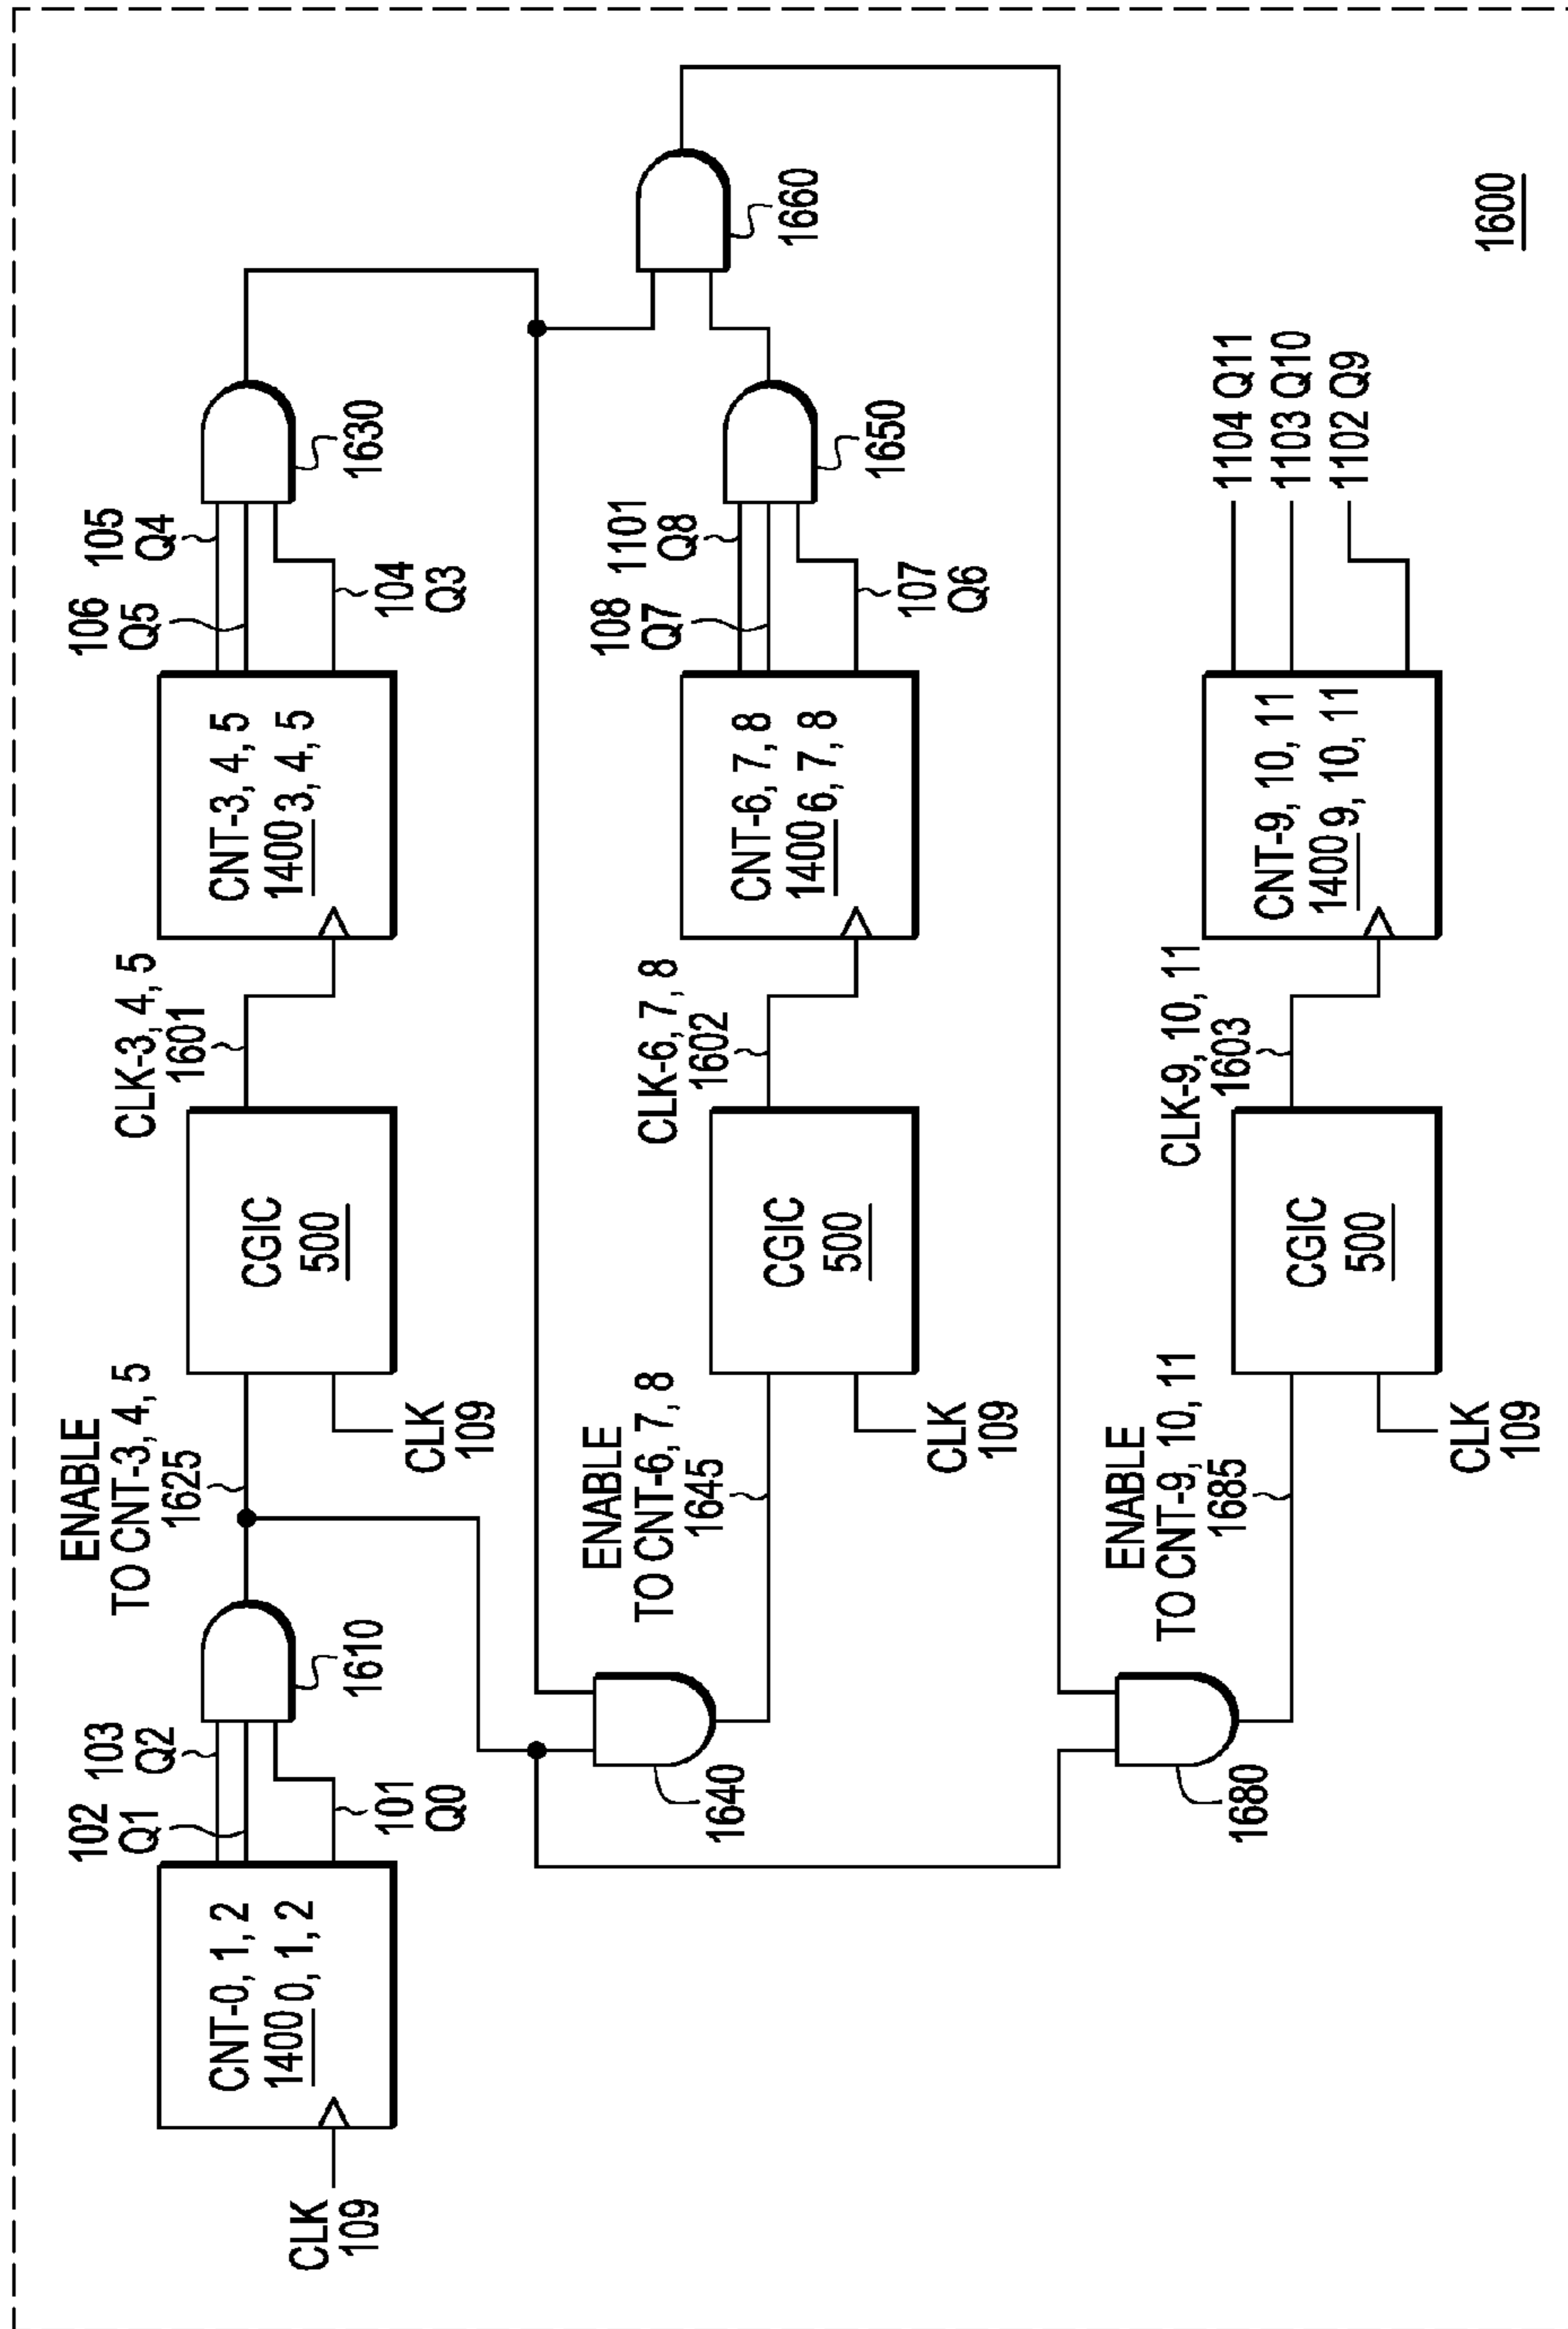 CLK
109
CNT-0, 1, 2
1400 0, 1, 2
102
Q1
103
Q2
101
Q0
1610
ENABLE
TO CNT-3, 4, 5
1625
CLK
109
CGIC
500
CLK-3, 4, 5
1601
CNT-3, 4, 5
1400 3, 4, 5
106
Q5
105
Q4
104
Q3
1630
1640
ENABLE
TO CNT-6, 7, 8
1645
CLK
109
CGIC
500
CLK-6, 7, 8
1602
CNT-6, 7, 8
1400 6, 7, 8
108
Q7
1101
Q8
107
Q6
1650
1660
1680
ENABLE
TO CNT-9, 10, 11
1685
CLK
109
CGIC
500
CLK-9, 10, 11
1603
CNT-9, 10, 11
1400 9, 10, 11
1104 Q11
1103 Q10
1102 Q9
1600